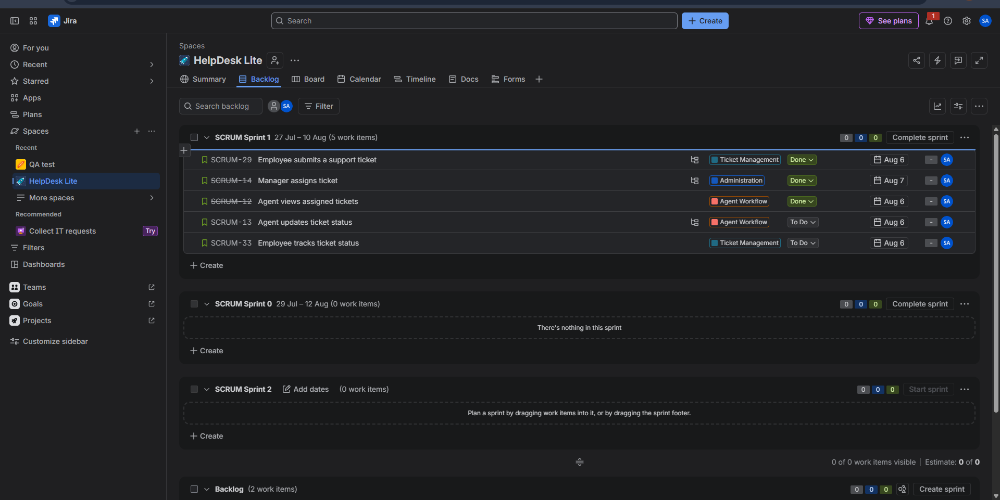 Jira
Search
Create
See plans
1
SA
For you
Recent
Starred
Apps
Plans
Spaces
Recent
QA test
HelpDesk Lite
More spaces
Recommended
Collect IT requests Try
Filters
Dashboards
Teams
Goals
Projects
Customize sidebar
Spaces
HelpDesk Lite
Summary Backlog Board Calendar Timeline Docs Forms
Search backlog SA Filter
SCRUM Sprint 1 27 Jul – 10 Aug (5 work items) 0 0 0 Complete sprint
SCRUM-29 Employee submits a support ticket Ticket Management Done Aug 6 - SA
SCRUM-14 Manager assigns ticket Administration Done Aug 7 - SA
SCRUM-12 Agent views assigned tickets Agent Workflow Done Aug 6 - SA
SCRUM-13 Agent updates ticket status Agent Workflow To Do Aug 6 - SA
SCRUM-33 Employee tracks ticket status Ticket Management To Do Aug 6 - SA
Create
SCRUM Sprint 0 29 Jul – 12 Aug (0 work items) 0 0 0 Complete sprint
There's nothing in this sprint
Create
SCRUM Sprint 2 Add dates (0 work items) 0 0 0 Start sprint
Plan a sprint by dragging work items into it, or by dragging the sprint footer.
Create
0 of 0 work items visible Estimate: 0 of 0
Backlog (2 work items) 0 0 0 Create sprint